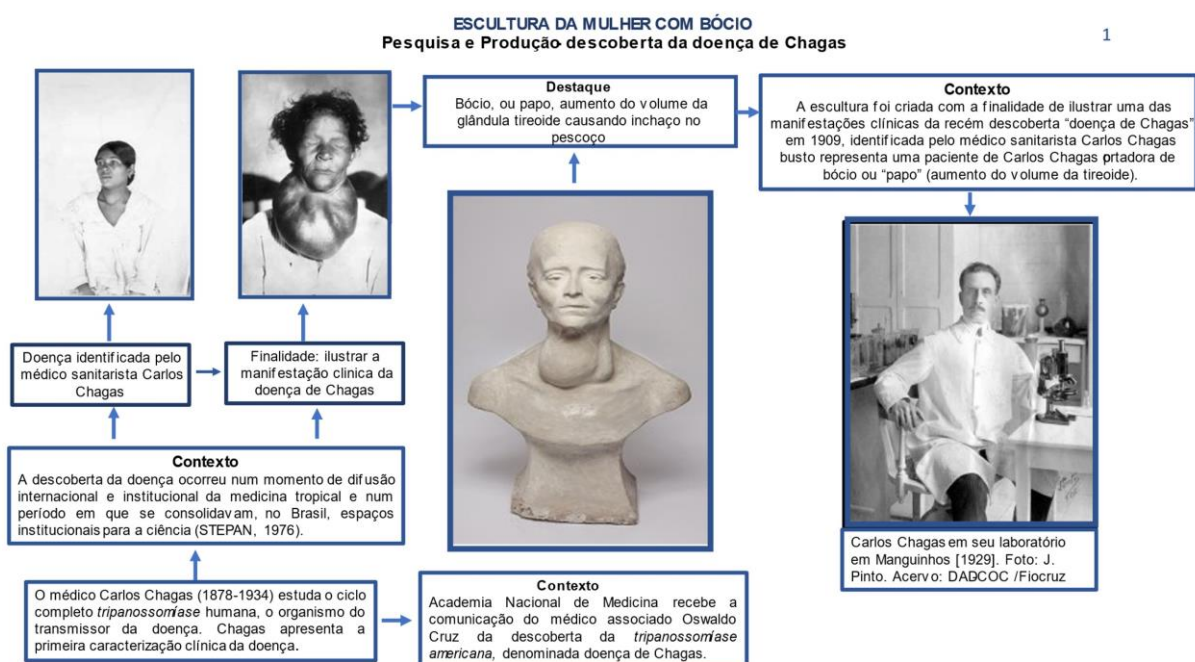 ESCULTURA DA MULHER COM BÓCIO
Pesquisa e Produção- descoberta da doença de Chagas
1
Destaque
Bócio, ou papo, aumento do volume da
glândula tireoide causando inchaço no
pescoço
Contexto
A escultura foi criada com a finalidade de ilustrar uma das
manifestações clínicas da recém descoberta “doença de Chagas”
em 1909, identificada pelo médico sanitarista Carlos Chagas
busto representa uma paciente de Carlos Chagas portadora de
bócio ou “papo” (aumento do volume da tireoide).
Doença identificada pelo
médico sanitarista Carlos
Chagas
Finalidade: ilustrar a
manifestação clinica da
doença de Chagas
Contexto
A descoberta da doença ocorreu num momento de difusão
internacional e institucional da medicina tropical e num
período em que se consolidavam, no Brasil, espaços
institucionais para a ciência (STEPAN, 1976).
Carlos Chagas em seu laboratório
em Manguinhos [1929]. Foto: J.
Pinto. Acervo: DAD-COC /Fiocruz
O médico Carlos Chagas (1878-1934) estuda o ciclo
completo tripanossomíase humana, o organismo do
transmissor da doença. Chagas apresenta a
primeira caracterização clínica da doença.
Contexto
Academia Nacional de Medicina recebe a
comunicação do médico associado Oswaldo
Cruz da descoberta da tripanossomíase
americana, denominada doença de Chagas.